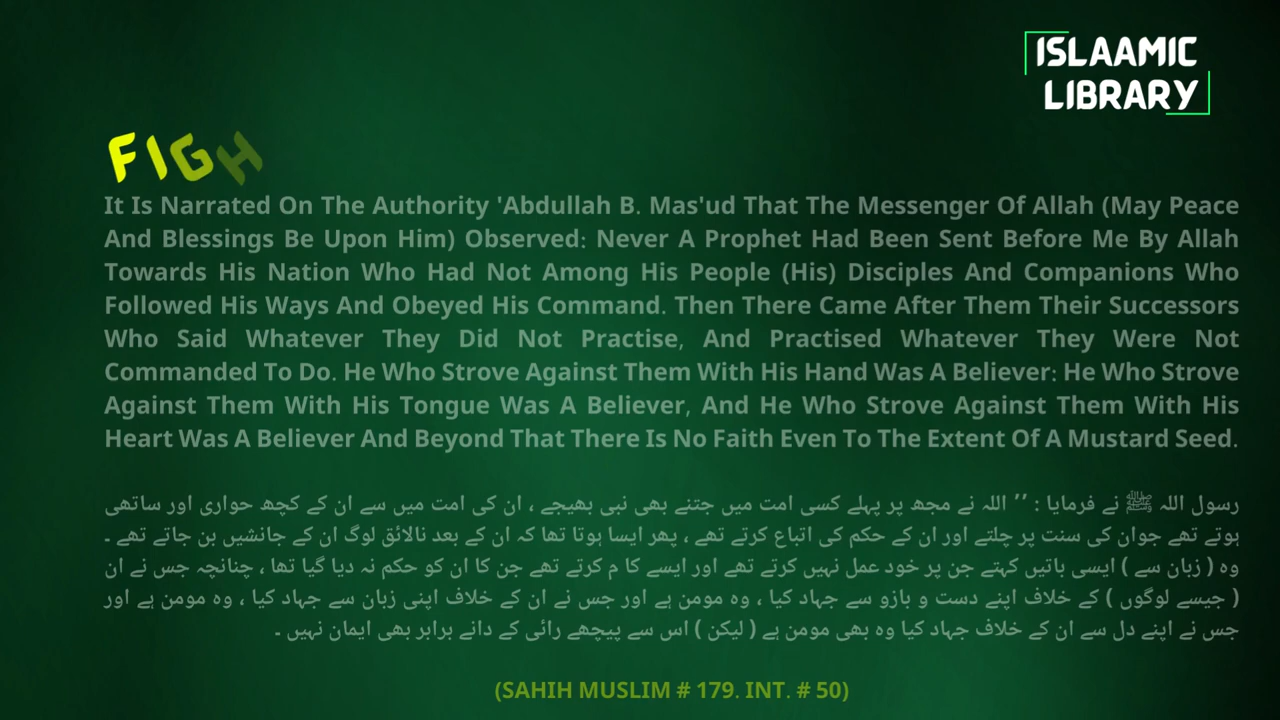 ISLAAMIC
LIBRARY
FIGH
It Is Narrated On The Authority 'Abdullah B. Mas'ud That The Messenger Of Allah (May Peace
And Blessings Be Upon Him) Observed: Never A Prophet Had Been Sent Before Me By Allah
Towards His Nation Who Had Not Among His People (His) Disciples And Companions Who
Followed His Ways And Obeyed His Command. Then There Came After Them Their Successors
Who Said Whatever They Did Not Practise, And Practised Whatever They Were Not
Commanded To Do. He Who Strove Against Them With His Hand Was A Believer: He Who Strove
Against Them With His Tongue Was A Believer, And He Who Strove Against Them With His
Heart Was A Believer And Beyond That There Is No Faith Even To The Extent Of A Mustard Seed.
رسول اللہ ﷺ نے فرمایا : ’’ اللہ نے مجھ پر پہلے کسی امت میں جتنے بھی نبی بھیجے ، ان کی امت میں سے ان کے کچھ حواری اور ساتھی
ہوتے تھے جوان کی سنت پر چلتے اور ان کے حکم کی اتباع کرتے تھے ، پھر ایسا ہوتا تھا کہ ان کے بعد نالائق لوگ ان کے جانشیں بن جاتے تھے ۔
وہ ( زبان سے ) ایسی باتیں کہتے جن پر خود عمل نہیں کرتے تھے اور ایسے کا م کرتے تھے جن کا ان کو حکم نہ دیا گیا تھا ، چنانچہ جس نے ان
( جیسے لوگوں ) کے خلاف اپنے دست و بازو سے جہاد کیا ، وہ مومن ہے اور جس نے ان کے خلاف اپنی زبان سے جہاد کیا ، وہ مومن ہے اور
جس نے اپنے دل سے ان کے خلاف جہاد کیا وہ بھی مومن ہے ( لیکن ) اس سے پیچھے رائی کے دانے برابر بھی ایمان نہیں ۔
(SAHIH MUSLIM # 179. INT. # 50)